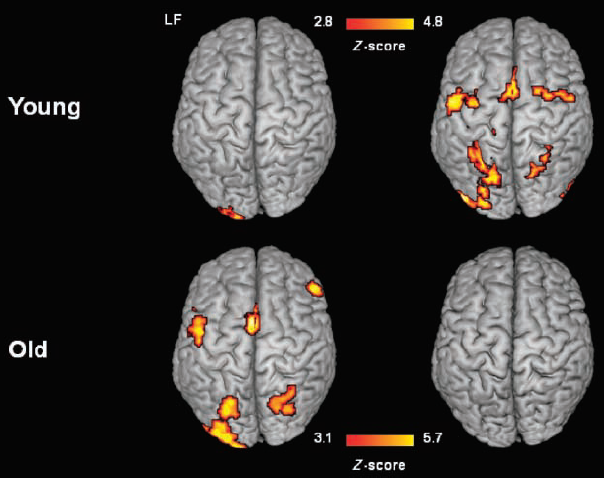 LF
2.8 4.8
Z-score
Young
Old
3.1 5.7
Z-score